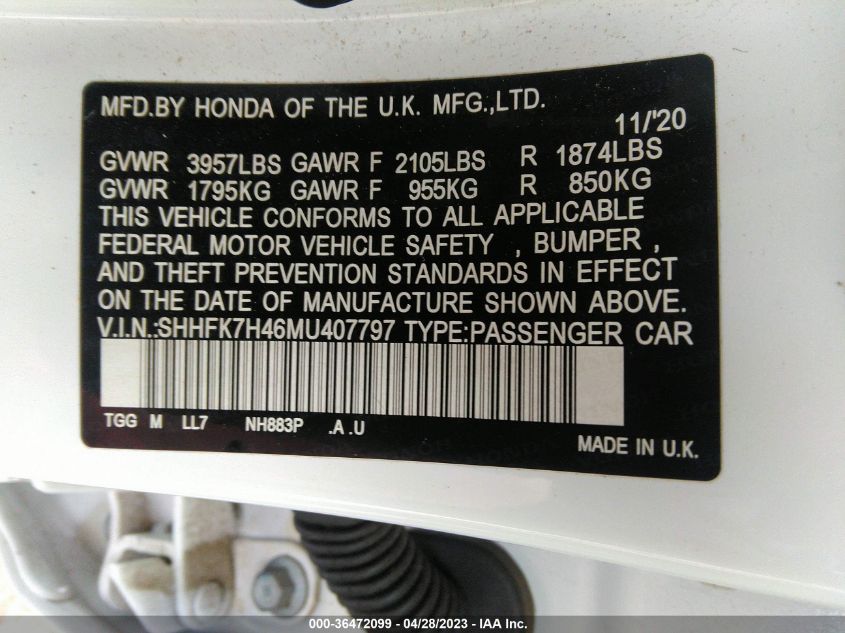 MFD.BY HONDA OF THE U.K. MFG.,LTD.
11/'20
GVWR 3957LBS GAWR F 2105LBS R 1874LBS
GVWR 1795KG GAWR F 955KG R 850KG
THIS VEHICLE CONFORMS TO ALL APPLICABLE
FEDERAL MOTOR VEHICLE SAFETY , BUMPER ,
AND THEFT PREVENTION STANDARDS IN EFFECT
ON THE DATE OF MANUFACTURE SHOWN ABOVE.
V.I.N.:SHHFK7H46MU407797 TYPE:PASSENGER CAR
TGG M LL7 NH883P .A .U
MADE IN U.K.
000-36472099 - 04/28/2023 - IAA Inc.